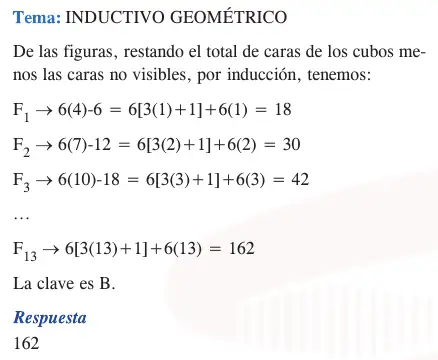 Tema: INDUCTIVO GEOMÉTRICO
De las figuras, restando el total de caras de los cubos me-
nos las caras no visibles, por inducción, tenemos:
F₁ → 6(4)-6 = 6[3(1)+1]+6(1) = 18
F₂ → 6(7)-12 = 6[3(2)+1]+6(2) = 30
F₃ → 6(10)-18 = 6[3(3)+1]+6(3) = 42
...
F₁₃ → 6[3(13)+1]+6(13) = 162
La clave es B.
Respuesta
162